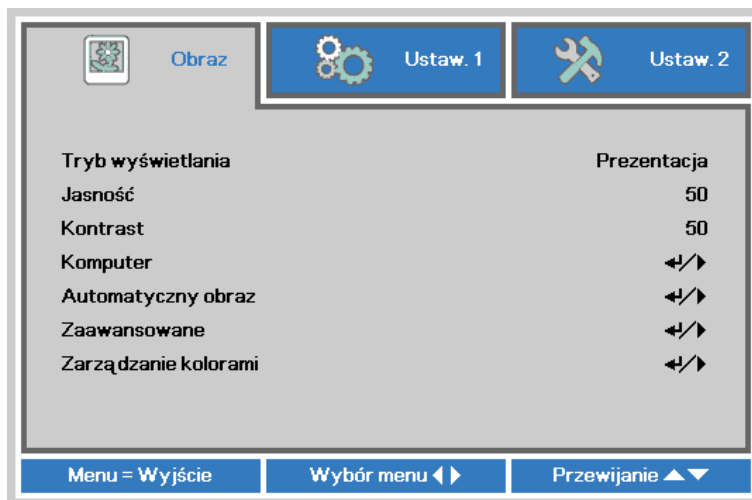 Obraz Ustaw. 1 Ustaw. 2
Tryb wyświetlania Prezentacja
Jasność 50
Kontrast 50
Komputer
Automatyczny obraz
Zaawansowane
Zarządzanie kolorami
Menu = Wyjście Wybór menu Przewijanie